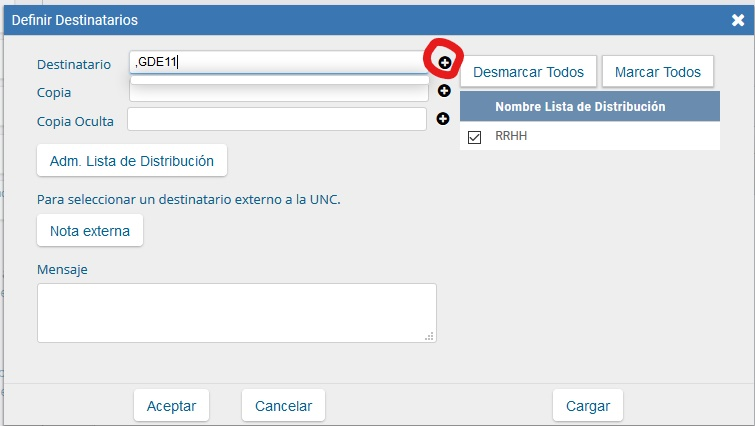 Definir Destinatarios
Destinatario ,GDE11
Copia
Copia Oculta
Desmarcar Todos Marcar Todos
Nombre Lista de Distribución
RRHH
Adm. Lista de Distribución
Para seleccionar un destinatario externo a la UNC.
Nota externa
Mensaje
Aceptar Cancelar Cargar